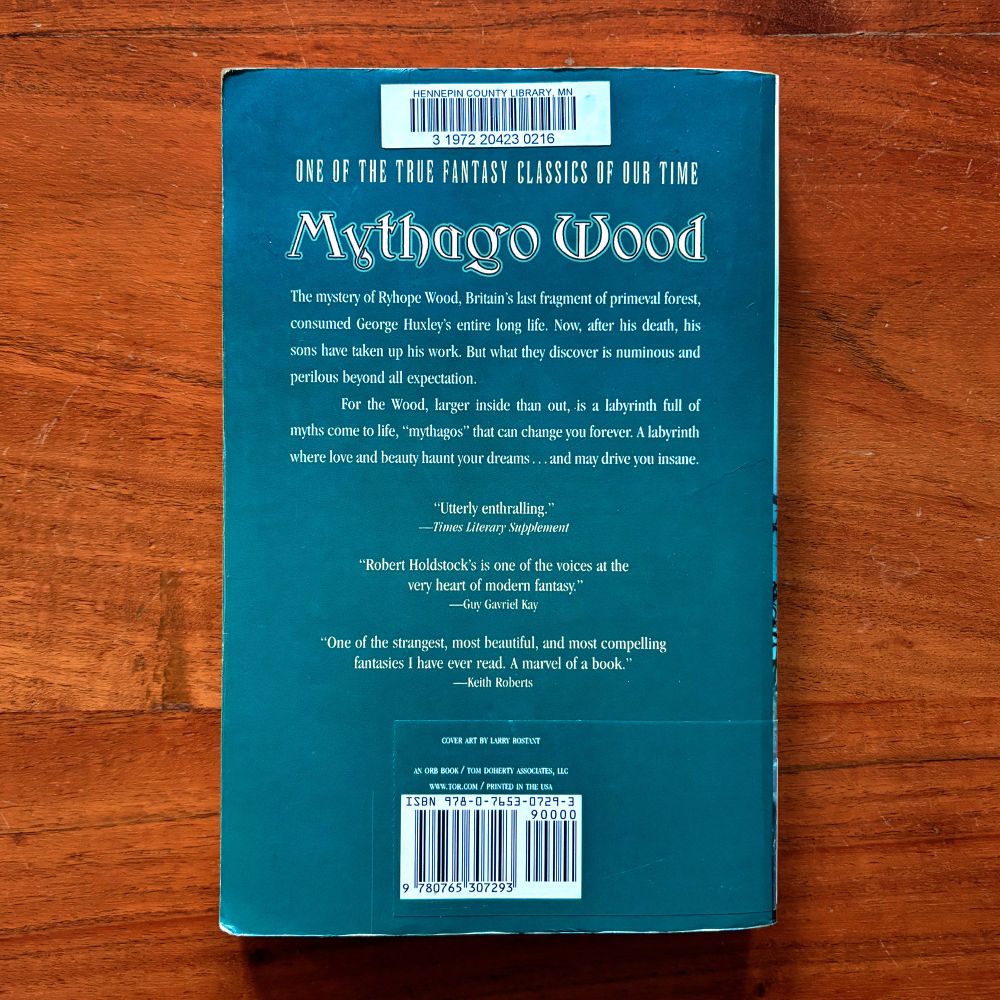 HENNEPIN COUNTY LIBRARY, MN
3 1972 20423 0216
ONE OF THE TRUE FANTASY CLASSICS OF OUR TIME
Mythago Wood
The mystery of Ryhope Wood, Britain's last fragment of primeval forest,
consumed George Huxley's entire long life. Now, after his death, his
sons have taken up his work. But what they discover is numinous and
perilous beyond all expectation.
For the Wood, larger inside than out, is a labyrinth full of
myths come to life, “mythagos” that can change you forever. A labyrinth
where love and beauty haunt your dreams . . . and may drive you insane.
“Utterly enthralling.”
—Times Literary Supplement
“Robert Holdstock's is one of the voices at the
very heart of modern fantasy.”
—Guy Gavriel Kay
“One of the strangest, most beautiful, and most compelling
fantasies I have ever read. A marvel of a book.”
—Keith Roberts
COVER ART BY LARRY ROSTANT
AN ORB BOOK / TOM DOHERTY ASSOCIATES, LLC
WWW.TOR.COM / PRINTED IN THE USA
ISBN 978-0-7653-0729-3
90000
9 780765 307293